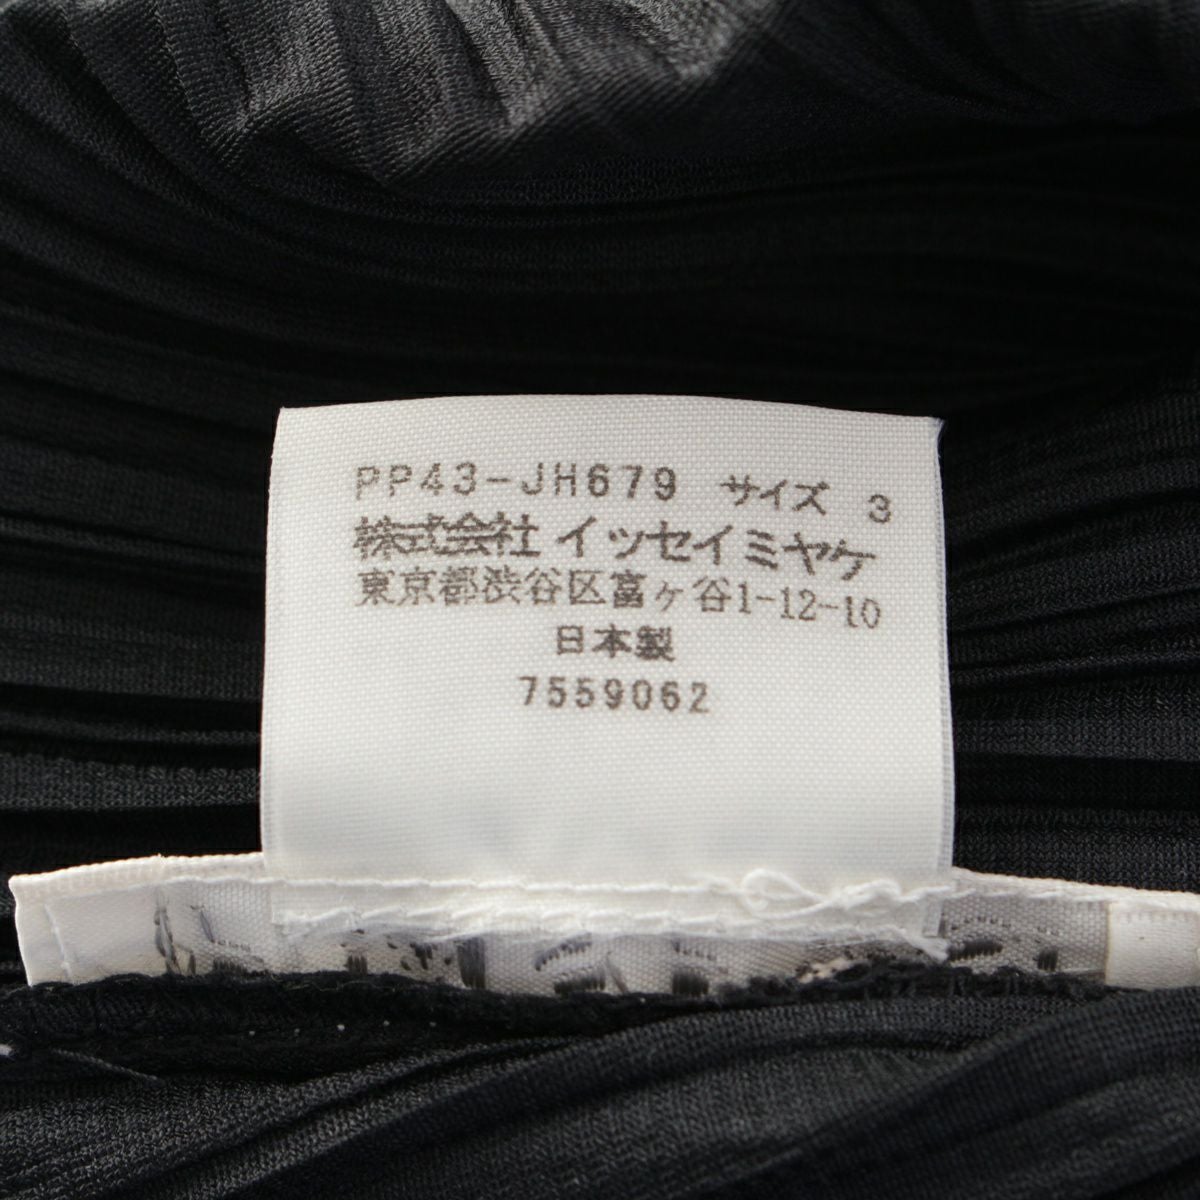 PP43-JH679 サイズ 3
株式会社イッセイミヤケ
東京都渋谷区富ヶ谷1-12-10
日本製
7559062